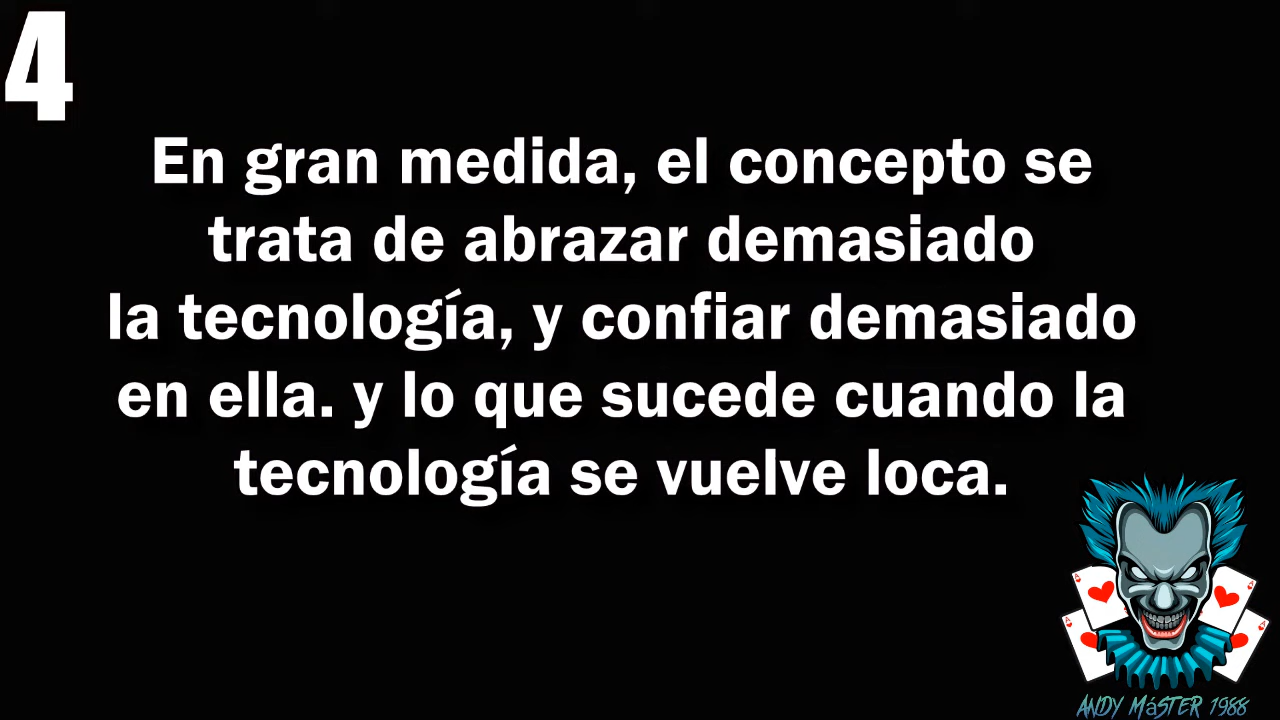 4
En gran medida, el concepto se
trata de abrazar demasiado
la tecnología, y confiar demasiado
en ella. y lo que sucede cuando la
tecnología se vuelve loca.
A
A
A
A
ANDY MáSTER 1988